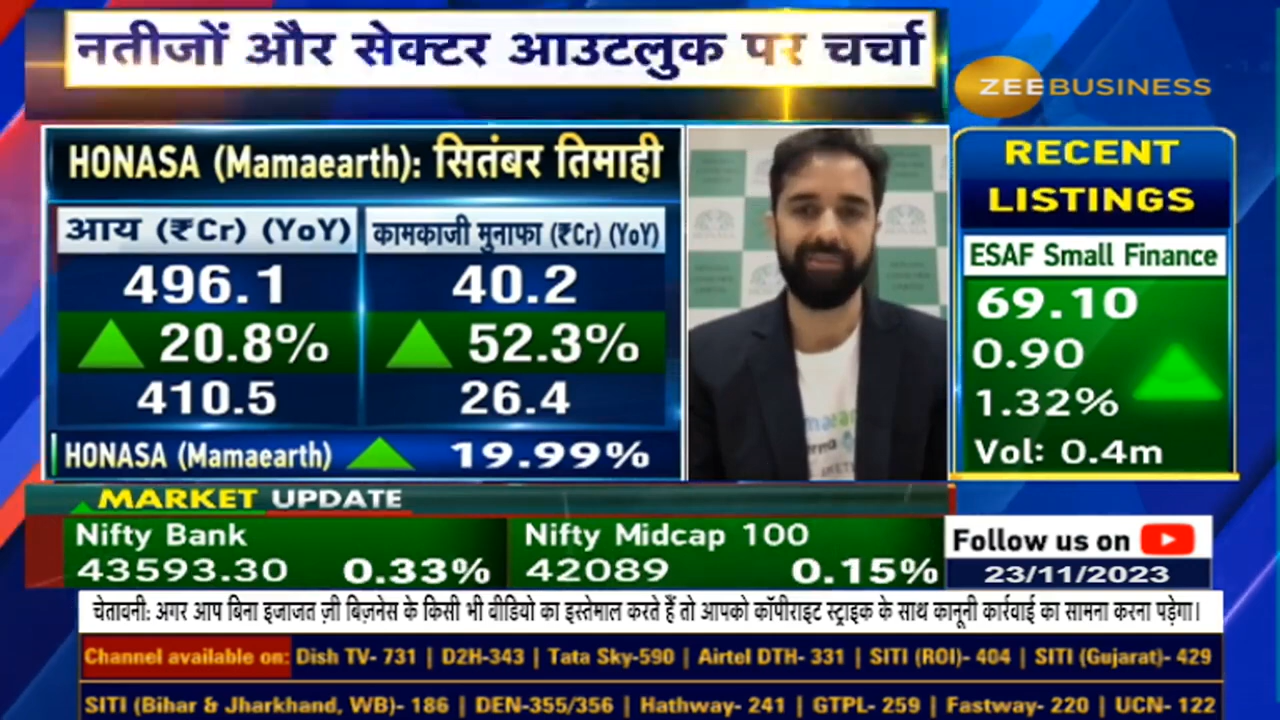 नतीजों और सेक्टर आउटलुक पर चर्चा
ZEEBUSINESS
HONASA (Mamaearth): सितंबर तिमाही
आय (₹Cr) (YoY)
कामकाजी मुनाफा (₹Cr) (YoY)
496.1
40.2
20.8%
52.3%
410.5
26.4
HONASA (Mamaearth) 19.99%
RECENT
LISTINGS
ESAF Small Finance
69.10
0.90
1.32%
Vol: 0.4m
MARKET UPDATE
Nifty Bank
43593.30 0.33%
Nifty Midcap 100
42089 0.15%
Follow us on
23/11/2023
चेतावनी: अगर आप बिना इजाजत ज़ी बिज़नेस के किसी भी वीडियो का इस्तेमाल करते हैं तो आपको कॉपीराइट स्ट्राइक के साथ कानूनी कार्रवाई का सामना करना पड़ेगा।
Channel available on: Dish TV- 731 | D2H-343 | Tata Sky-590 | Airtel DTH- 331 | SITI (ROI)- 404 | SITI (Gujarat)- 429
SITI (Bihar & Jharkhand, WB)- 186 | DEN-355/356 | Hathway- 241 | GTPL- 259 | Fastway- 220 | UCN- 122